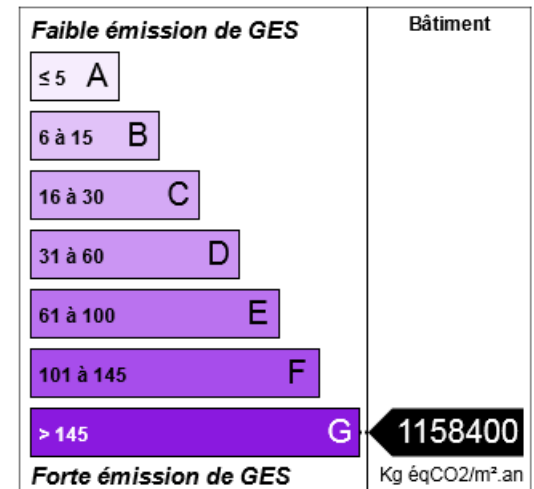 Faible émission de GES
Bâtiment
≤ 5 A
6 à 15 B
16 à 30 C
31 à 60 D
61 à 100 E
101 à 145 F
> 145 G
1158400
Forte émission de GES
Kg éqCO2/m².an